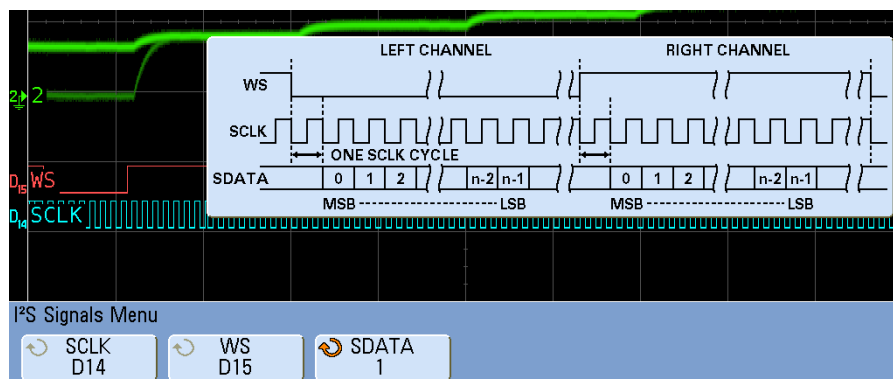 LEFT CHANNEL RIGHT CHANNEL
WS
2 2
SCLK
ONE SCLK CYCLE
D15 WS
SDATA 0 1 2 n-2 n-1 0 1 2 n-2 n-1
MSB LSB MSB LSB
D14 SCLK
I²S Signals Menu
SCLK WS SDATA
D14 D15 1